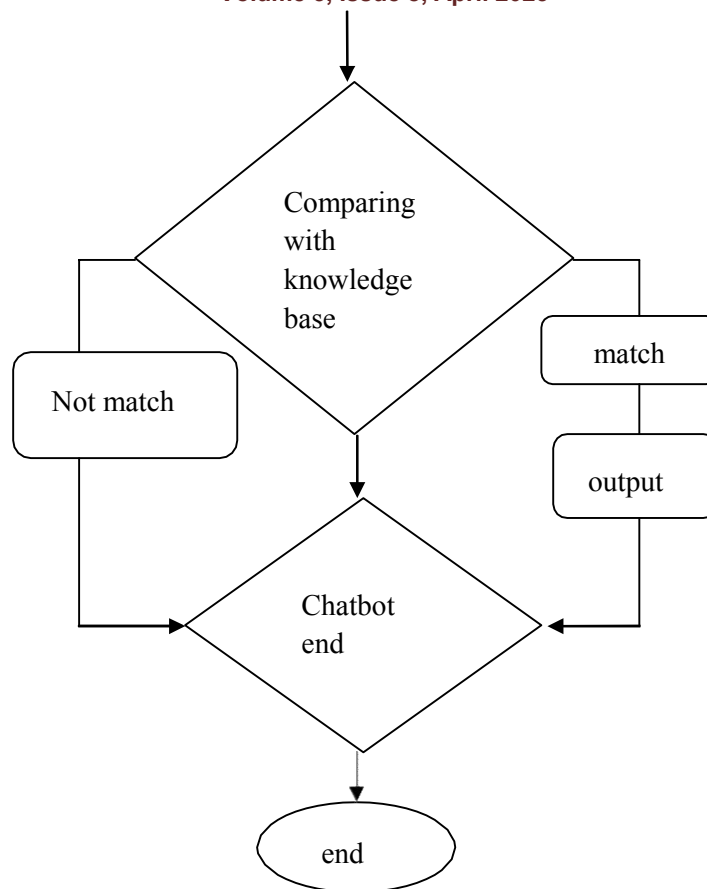 Comparing
with
knowledge
base
match
Not match
output
Chatbot
end
end